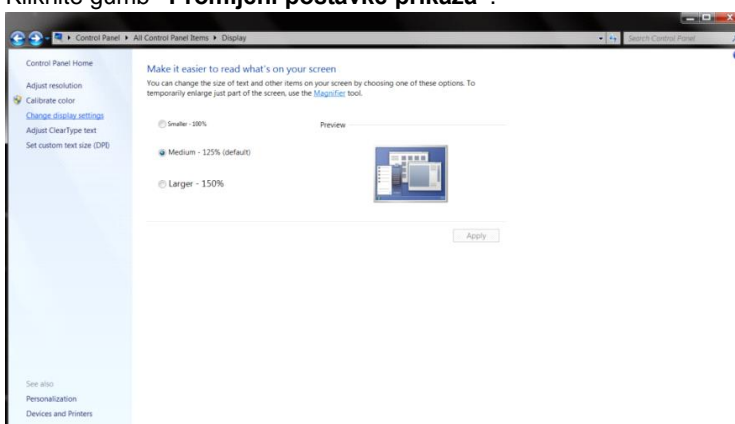 Kliknite gumb "Promijeni postavke prikaza".
Control Panel ▸ All Control Panel Items ▸ Display
Search Control Panel
Control Panel Home
Adjust resolution
Calibrate color
Change display settings
Adjust ClearType text
Set custom text size (DPI)
Make it easier to read what's on your screen
You can change the size of text and other items on your screen by choosing one of these options. To
temporarily enlarge just part of the screen, use the Magnifier tool.
Smaller - 100%
Preview
Medium - 125% (default)
Larger - 150%
Apply
See also
Personalization
Devices and Printers